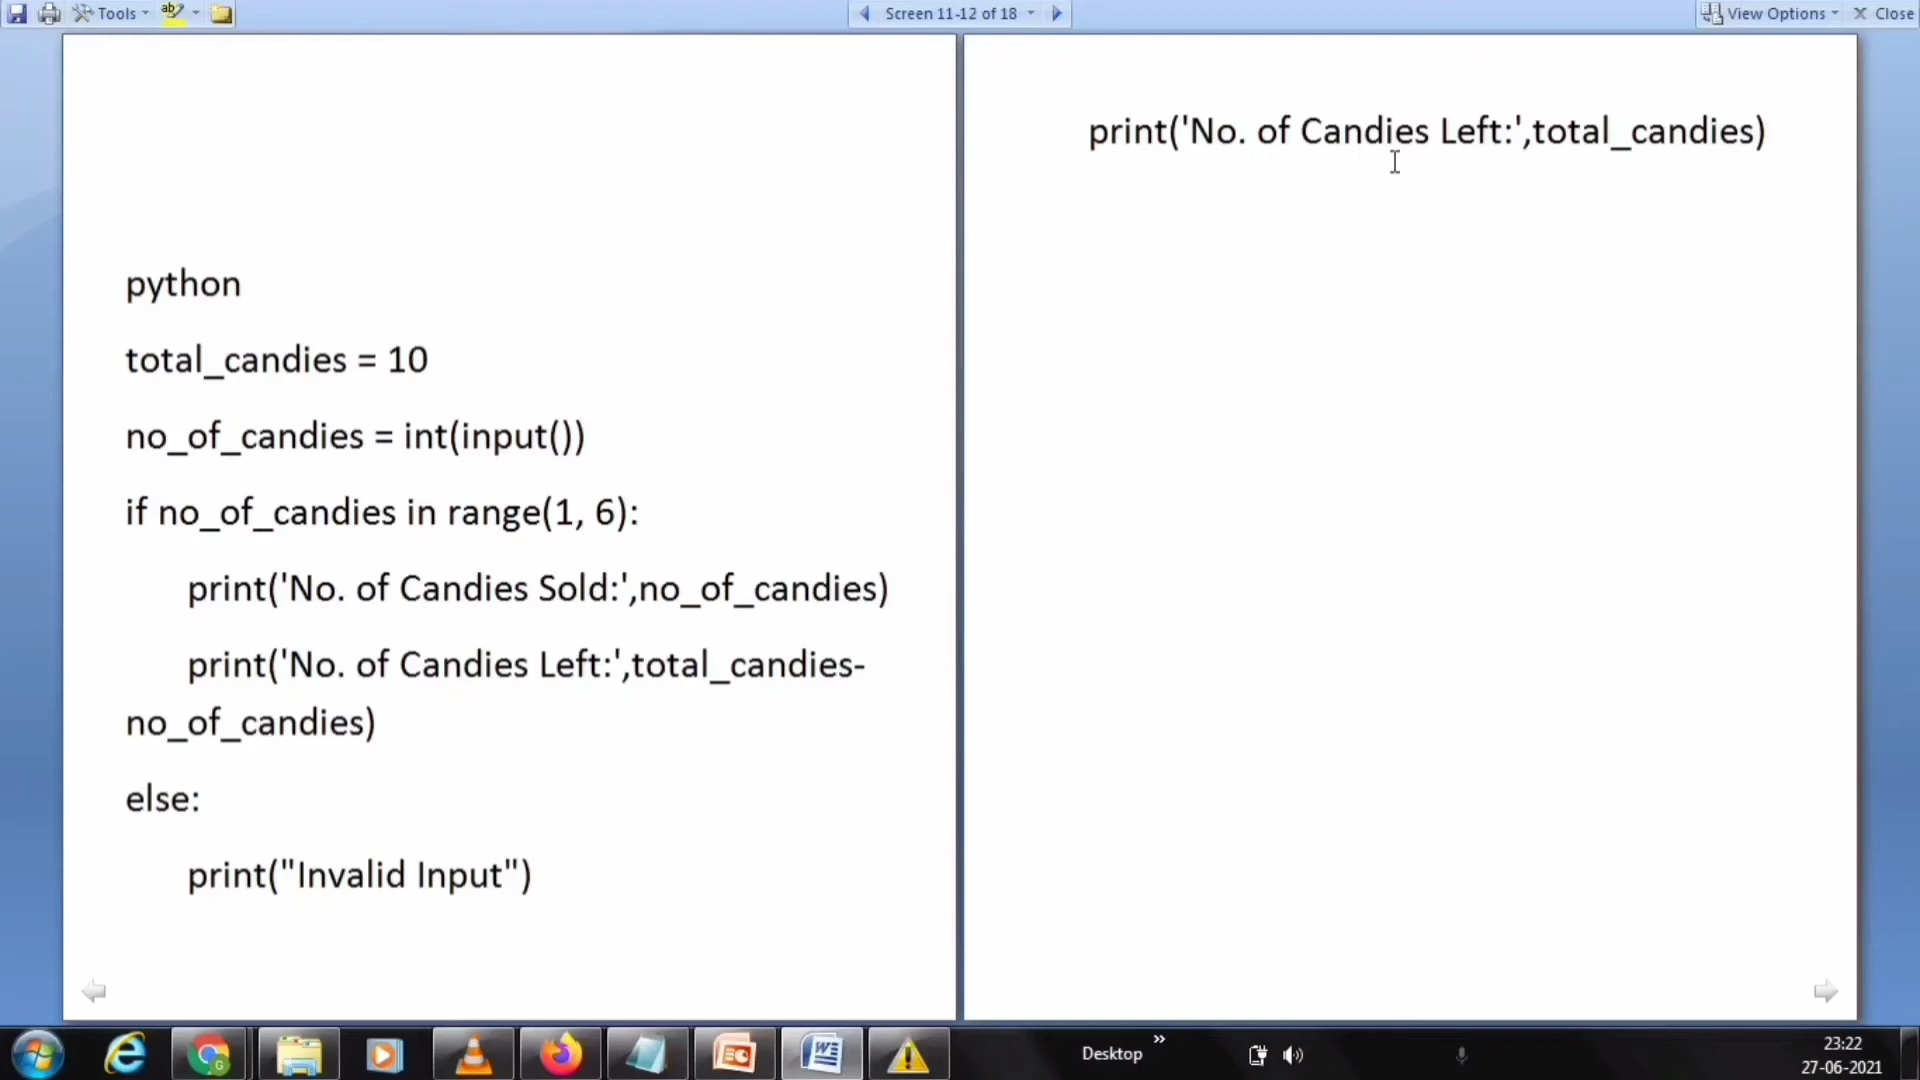 Tools
Screen 11-12 of 18
View Options
Close
python
total_candies = 10
no_of_candies = int(input())
if no_of_candies in range(1, 6):
print('No. of Candies Sold:',no_of_candies)
print('No. of Candies Left:',total_candies-
no_of_candies)
else:
print("Invalid Input")
print('No. of Candies Left:',total_candies)
Desktop
23:22
27-06-2021